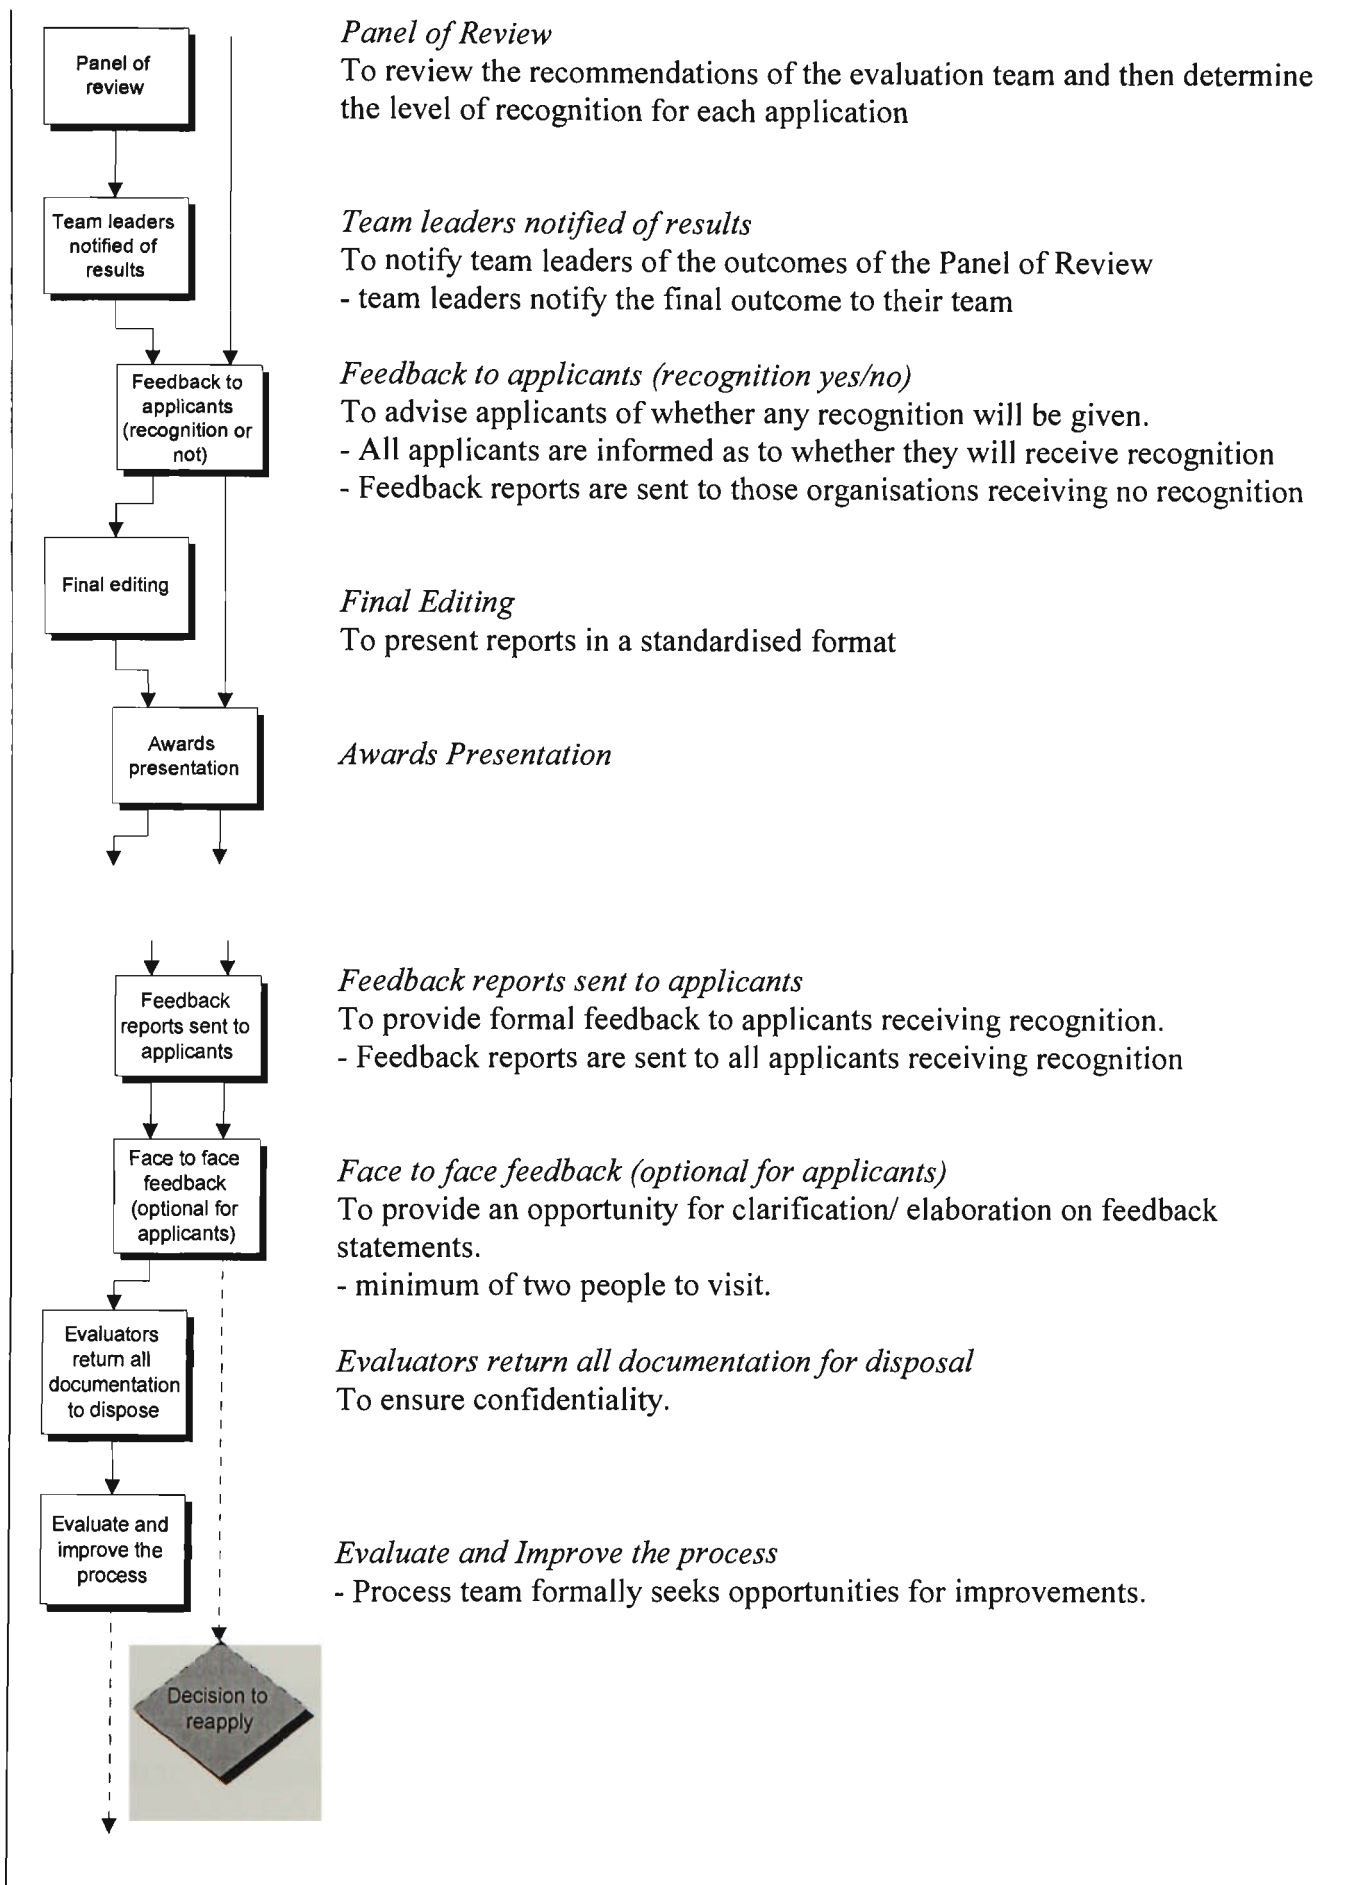 Panel of
review
Panel of Review
To review the recommendations of the evaluation team and then determine
the level of recognition for each application
Team leaders
notified of
results
Team leaders notified of results
To notify team leaders of the outcomes of the Panel of Review
- team leaders notify the final outcome to their team
Feedback to
applicants
(recognition or
not)
Feedback to applicants (recognition yes/no)
To advise applicants of whether any recognition will be given.
- All applicants are informed as to whether they will receive recognition
- Feedback reports are sent to those organisations receiving no recognition
Final editing
Final Editing
To present reports in a standardised format
Awards
presentation
Awards Presentation
Feedback
reports sent to
applicants
Feedback reports sent to applicants
To provide formal feedback to applicants receiving recognition.
- Feedback reports are sent to all applicants receiving recognition
Face to face
feedback
(optional for
applicants)
Face to face feedback (optional for applicants)
To provide an opportunity for clarification/ elaboration on feedback
statements.
- minimum of two people to visit.
Evaluators
return all
documentation
to dispose
Evaluators return all documentation for disposal
To ensure confidentiality.
Evaluate and
improve the
process
Evaluate and Improve the process
- Process team formally seeks opportunities for improvements.
Decision to
reapply